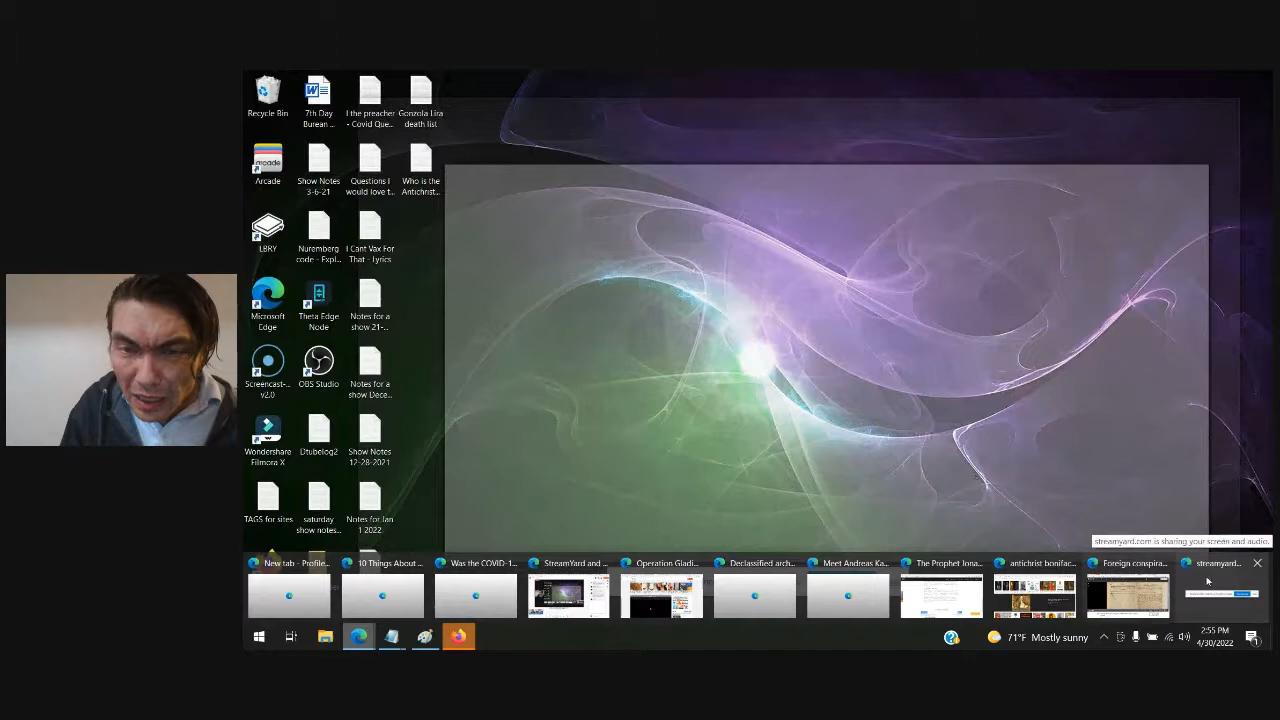 Recycle Bin
7th Day
Burean ...
I the preacher
- Covid Que...
Gonzola Lira
death list
arcade
Arcade
Show Notes
3-6-21
Questions I
would love t...
Who is the
Antichrist...
LBRY
Nuremberg
code - Expl...
I Cant Vax For
That - Lyrics
Microsoft
Edge
Theta Edge
Node
Notes for a
show 21-...
Screencast-...
v2.0
OBS Studio
Notes for a
show Dece...
Wondershare
Filmora X
Dtubelog2
Show Notes
12-28-2021
TAGS for sites
saturday
show notes...
Notes for Jan
1 2022
streamyard.com is sharing your screen and audio.
New tab - Profile...
10 Things About ...
Was the COVID-1...
StreamYard and ...
Operation Gladi...
Declassified arch...
Meet Andreas Ka...
The Prophet Jona...
antichrist bonifac...
Foreign conspira...
streamyard...
71°F Mostly sunny
2:55 PM
4/30/2022